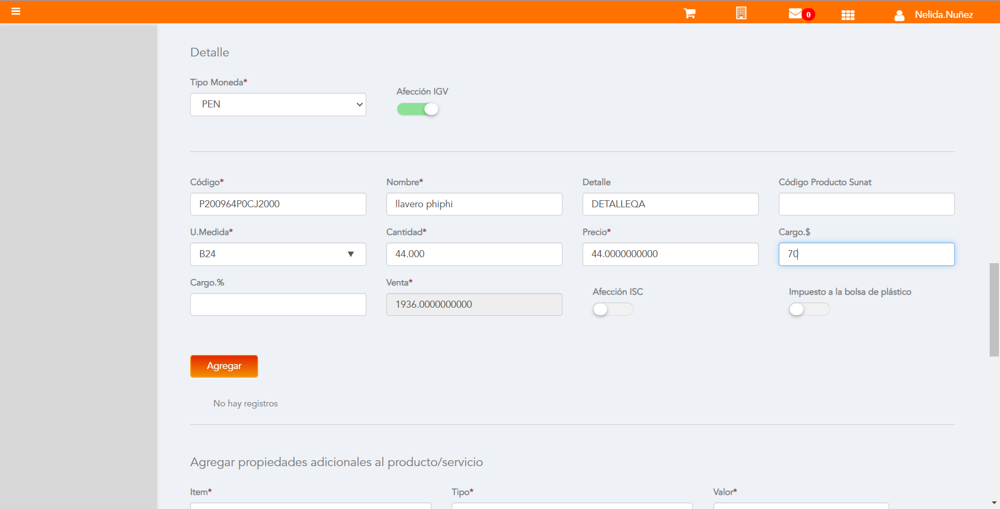 0
Nelida.Nuñez
Detalle
Tipo Moneda*
Afección IGV
PEN
Código*
Nombre*
Detalle
Código Producto Sunat
P200964P0CJ2000
llavero phiphi
DETALLEQA
U.Medida*
Cantidad*
Precio*
Cargo.$
B24
44.000
44.0000000000
70
Cargo.%
Venta*
Afección ISC
Impuesto a la bolsa de plástico
1936.0000000000
Agregar
No hay registros
Agregar propiedades adicionales al producto/servicio
Item*
Tipo*
Valor*